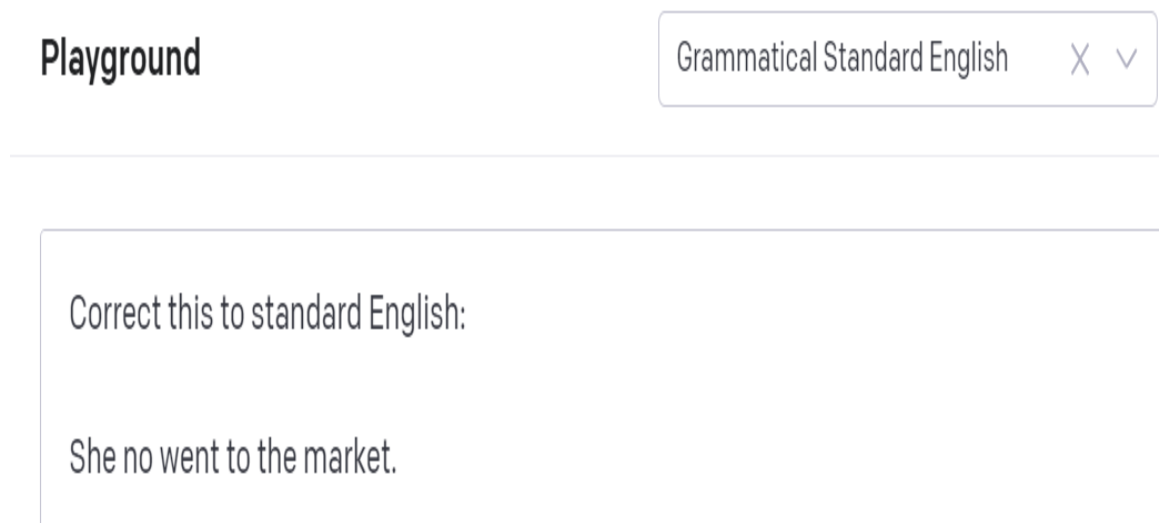 Playground
Grammatical Standard English
Correct this to standard English:
She no went to the market.